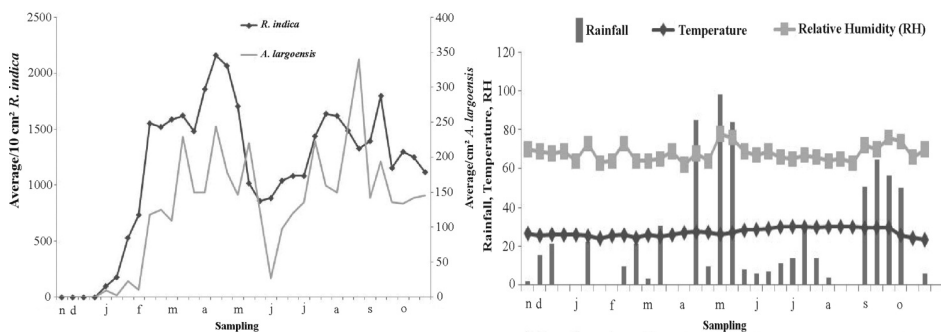 R. indica
A. largoensis
2500
2000
1500
1000
500
0
400
350
300
250
200
150
100
50
0
Average/10 cm² R. indica
Average/cm² A. largoensis
n d j f m a m j j a s o
Sampling
Rainfall Temperature Relative Humidity (RH)
120
100
80
60
40
20
0
Rainfall, Temperature, RH
n d j f m a m j j a s o
Sampling